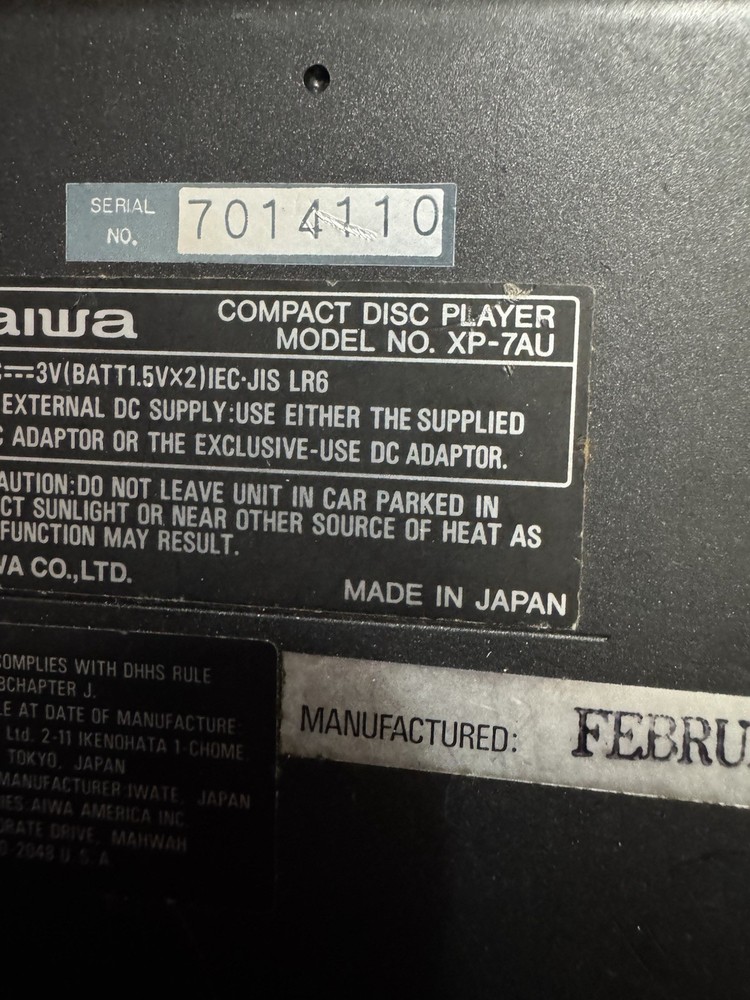 SERIAL NO. 7014110
aiwa
COMPACT DISC PLAYER
MODEL NO. XP-7AU
3V(BATT1.5VX2)IEC·JIS LR6
EXTERNAL DC SUPPLY:USE EITHER THE SUPPLIED
ADAPTOR OR THE EXCLUSIVE-USE DC ADAPTOR.
AUTION:DO NOT LEAVE UNIT IN CAR PARKED IN
CT SUNLIGHT OR NEAR OTHER SOURCE OF HEAT AS
FUNCTION MAY RESULT.
WA CO.,LTD.
MADE IN JAPAN
COMPLIES WITH DHHS RULE
BCHAPTER J.
LE AT DATE OF MANUFACTURE:
Ltd. 2-11 IKENOHATA 1-CHOME
TOKYO, JAPAN
MANUFACTURER IWATE, JAPAN
IES AIWA AMERICA INC.
ORATE DRIVE, MAHWAH
2048 U.S.A.
MANUFACTURED: FEBRU